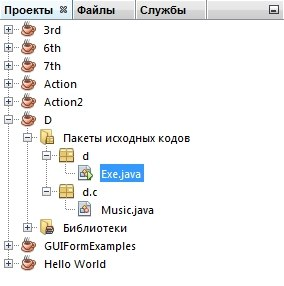 Проекты Файлы Службы
3rd
6th
7th
Action
Action2
D
Пакеты исходных кодов
d
Exe.java
d.c
Music.java
Библиотеки
GUIFormExamples
Hello World